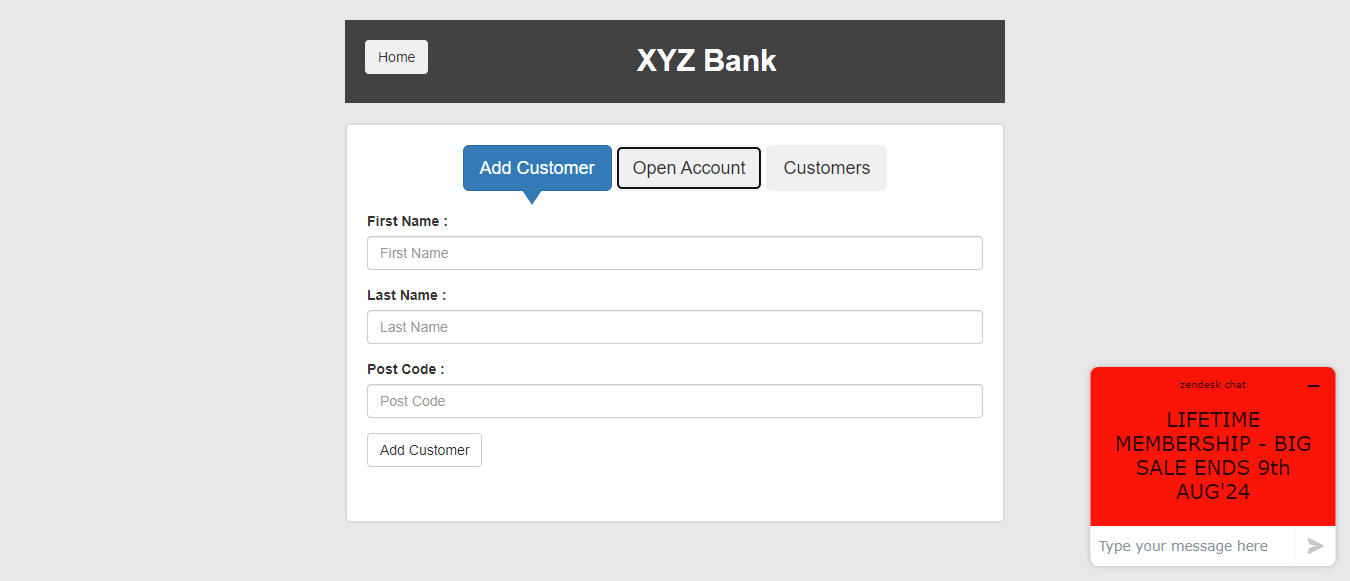 Home
XYZ Bank
Add Customer
Open Account
Customers
First Name :
First Name
Last Name :
Last Name
Post Code :
Post Code
Add Customer
zendesk chat
LIFETIME
MEMBERSHIP - BIG
SALE ENDS 9th
AUG'24
Type your message here